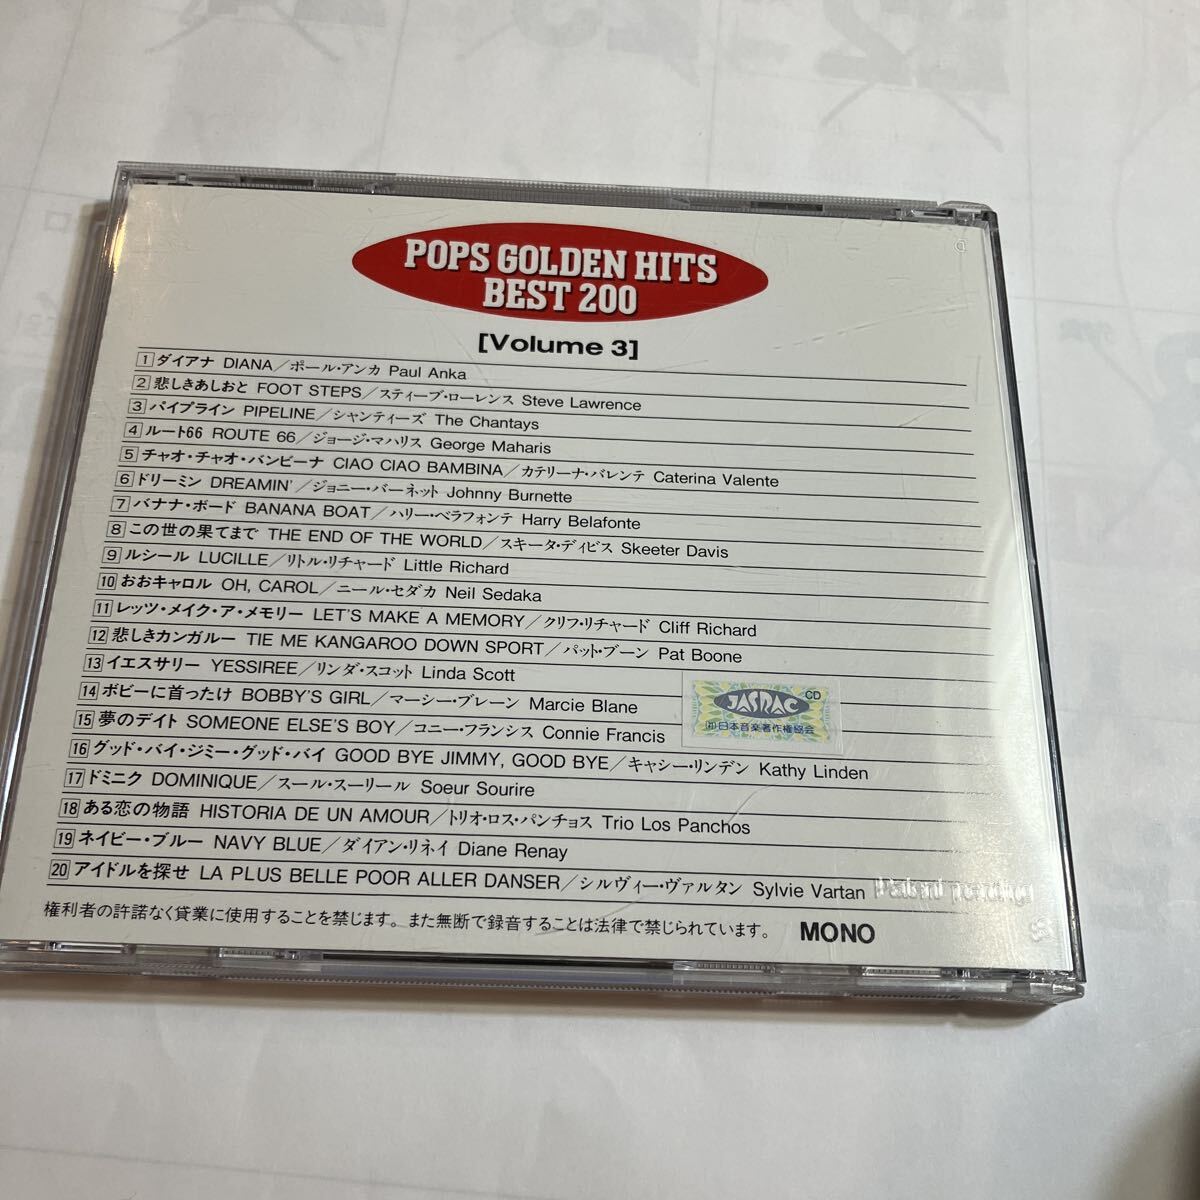 POPS GOLDEN HITS
BEST 200
[Volume 3]
1 ダイアナ DIANA／ポール・アンカ Paul Anka
2 悲しきあしおと FOOT STEPS／スティーブ・ローレンス Steve Lawrence
3 パイプライン PIPELINE／シャンティーズ The Chantays
4 ルート66 ROUTE 66／ジョージ・マハリス George Maharis
5 チャオ・チャオ・バンビーナ CIAO CIAO BAMBINA／カテリーナ・バレンテ Caterina Valente
6 ドリーミン DREAMIN'／ジョニー・バーネット Johnny Burnette
7 バナナ・ボード BANANA BOAT／ハリー・ベラフォンテ Harry Belafonte
8 この世の果てまで THE END OF THE WORLD／スキータ・ディビス Skeeter Davis
9 ルシール LUCILLE／リトル・リチャード Little Richard
10 おおキャロル OH, CAROL／ニール・セダカ Neil Sedaka
11 レッツ・メイク・ア・メモリー LET'S MAKE A MEMORY／クリフ・リチャード Cliff Richard
12 悲しきカンガルー TIE ME KANGAROO DOWN SPORT／パット・ブーン Pat Boone
13 イエスサリー YESSIREE／リンダ・スコット Linda Scott
14 ボビーに首ったけ BOBBY'S GIRL／マーシー・ブレーン Marcie Blane
15 夢のデイト SOMEONE ELSE'S BOY／コニー・フランシス Connie Francis
16 グッド・バイ・ジミー・グッド・バイ GOOD BYE JIMMY, GOOD BYE／キャシー・リンデン Kathy Linden
17 ドミニク DOMINIQUE／スール・スーリール Soeur Sourire
18 ある恋の物語 HISTORIA DE UN AMOUR／トリオ・ロス・パンチョス Trio Los Panchos
19 ネイビー・ブルー NAVY BLUE／ダイアン・リネイ Diane Renay
20 アイドルを探せ LA PLUS BELLE POOR ALLER DANSER／シルヴィー・ヴァルタン Sylvie Vartan
Patent pending
JASRAC CD
㈳日本音楽著作権協会
権利者の許諾なく貸業に使用することを禁じます。また無断で録音することは法律で禁じられています。 MONO